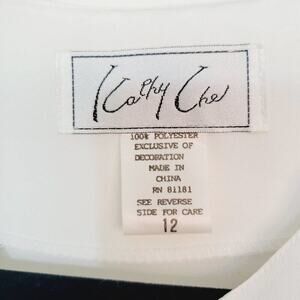 Kathy Che
100% POLYESTER
EXCLUSIVE OF
DECORATION
MADE IN
CHINA
RN 81181
SEE REVERSE
SIDE FOR CARE
12